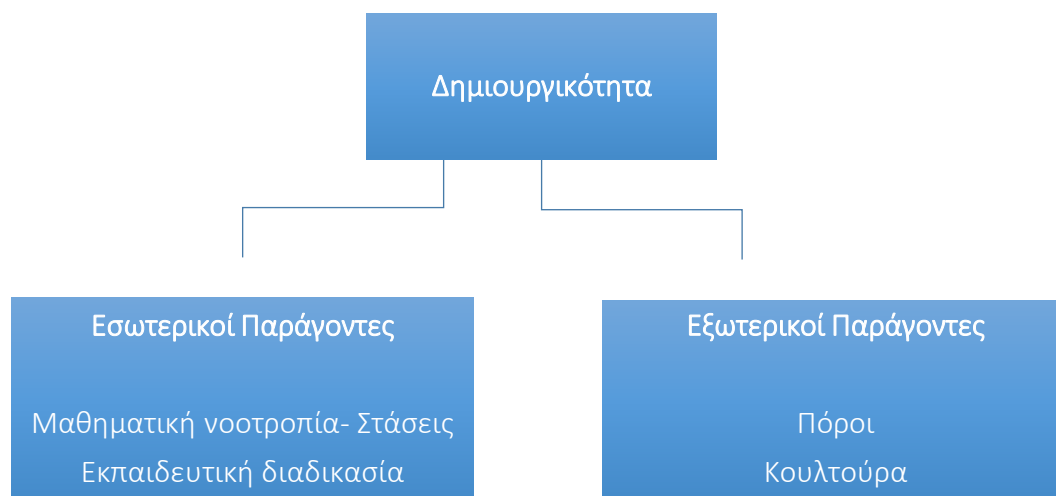 Δημιουργικότητα
Εσωτερικοί Παράγοντες
Μαθηματική νοοτροπία- Στάσεις
Εκπαιδευτική διαδικασία
Εξωτερικοί Παράγοντες
Πόροι
Κουλτούρα